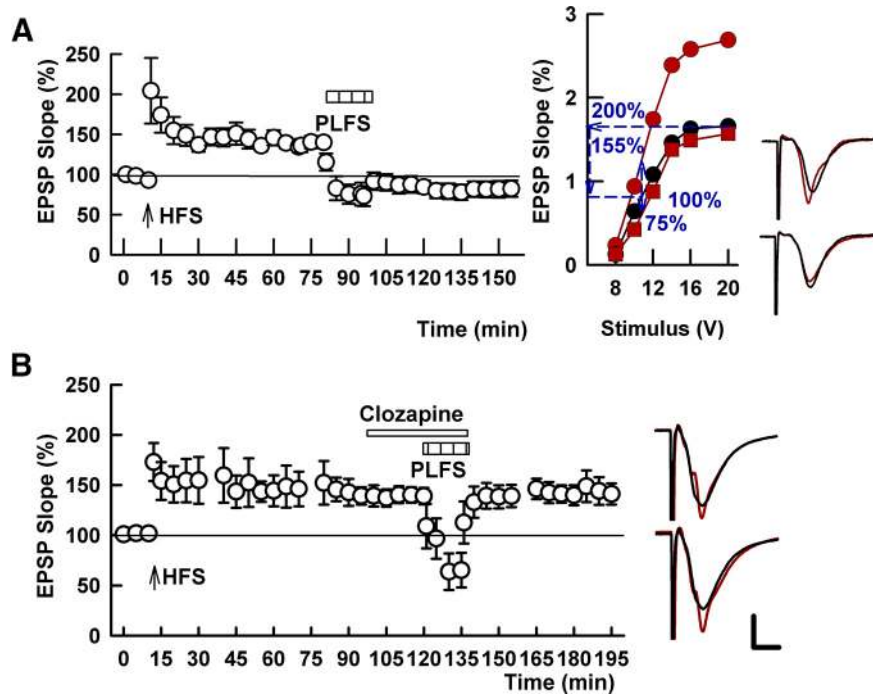 A
EPSP Slope (%)
250
200
150
100
50
0
HFS
PLFS
0 15 30 45 60 75 90 105 120 135 150
Time (min)
EPSP Slope (%)
3
2
1
0
200%
155%
100%
75%
8 12 16 20
Stimulus (V)
B
EPSP Slope (%)
250
200
150
100
50
0
HFS
Clozapine
PLFS
0 15 30 45 60 75 90 105 120 135 150 165 180 195
Time (min)